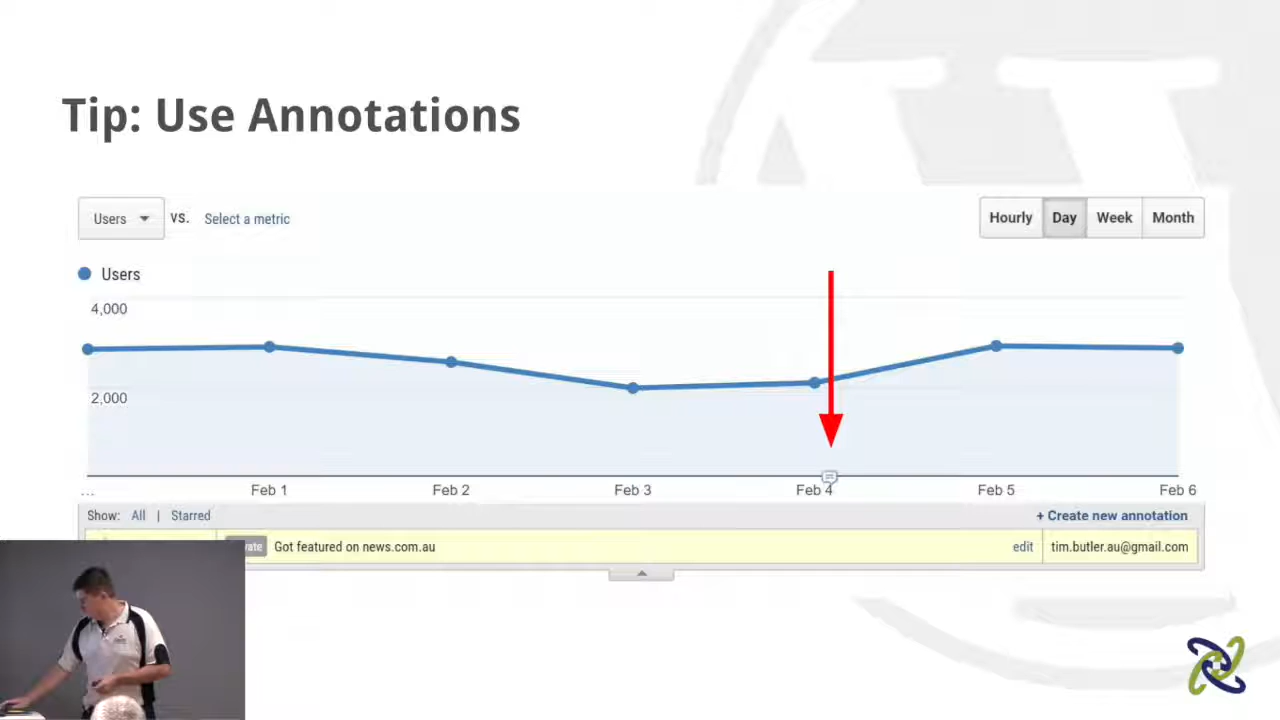 Tip: Use Annotations
Users VS. Select a metric
Hourly Day Week Month
Users
4,000
2,000
... Feb 1 Feb 2 Feb 3 Feb 4 Feb 5 Feb 6
Show: All | Starred + Create new annotation
Got featured on news.com.au edit tim.butler.au@gmail.com